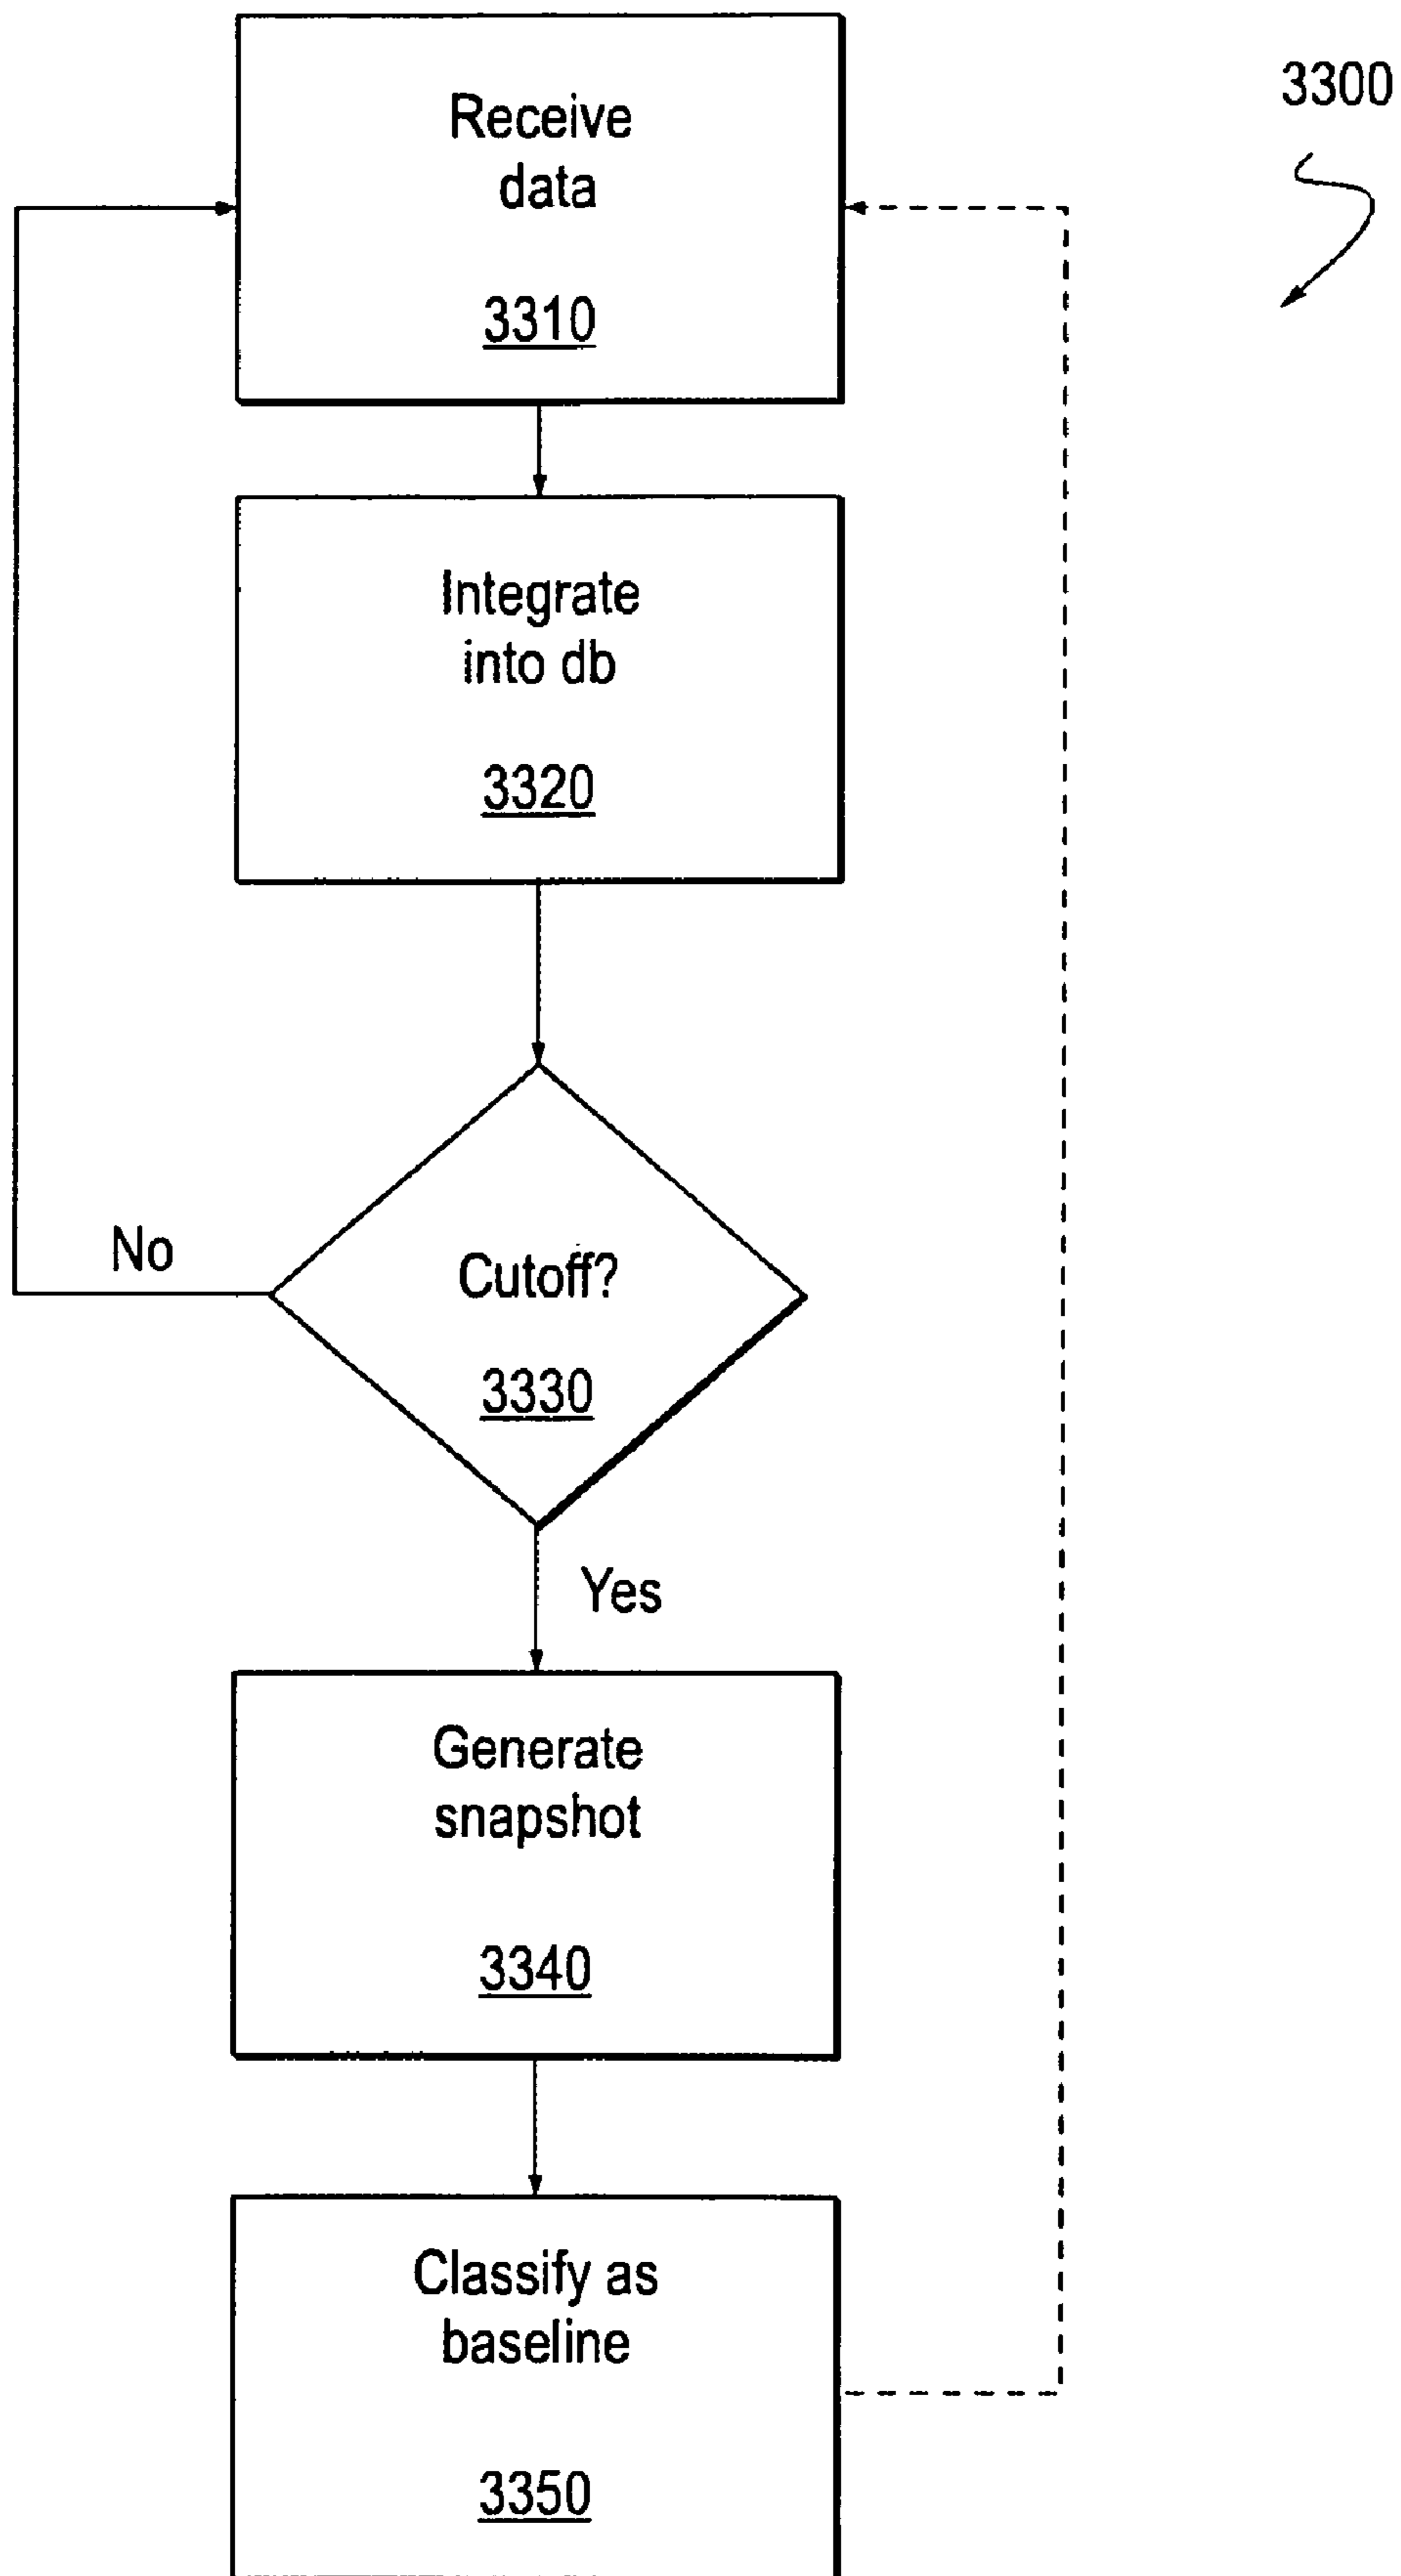 3300
Receive
data
3310
Integrate
into db
3320
Cutoff?
3330
No
Yes
Generate
snapshot
3340
Classify as
baseline
3350